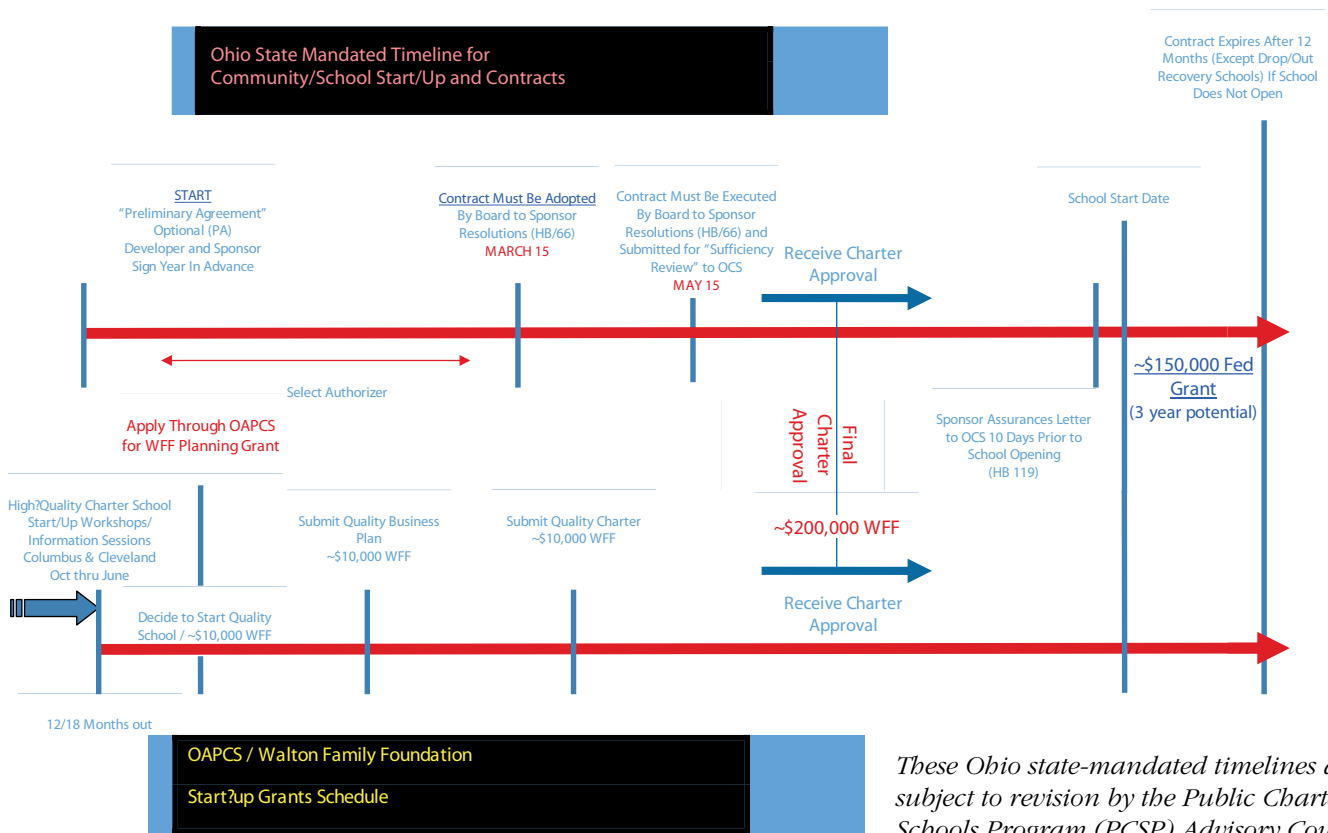 Ohio State Mandated Timeline for
Community/School Start/Up and Contracts
Contract Expires After 12
Months (Except Drop/Out
Recovery Schools) If School
Does Not Open
START
“Preliminary Agreement”
Optional (PA)
Developer and Sponsor
Sign Year In Advance
Contract Must Be Adopted
By Board to Sponsor
Resolutions (HB/66)
MARCH 15
Contract Must Be Executed
By Board to Sponsor
Resolutions (HB/66) and
Submitted for “Sufficiency
Review” to OCS
MAY 15
Receive Charter
Approval
School Start Date
Select Authorizer
Apply Through OAPCS
for WFF Planning Grant
Final
Charter
Approval
Sponsor Assurances Letter
to OCS 10 Days Prior to
School Opening
(HB 119)
~$150,000 Fed
Grant
(3 year potential)
High?Quality Charter School
Start/Up Workshops/
Information Sessions
Columbus & Cleveland
Oct thru June
Decide to Start Quality
School / ~$10,000 WFF
Submit Quality Business
Plan
~$10,000 WFF
Submit Quality Charter
~$10,000 WFF
~$200,000 WFF
Receive Charter
Approval
12/18 Months out
OAPCS / Walton Family Foundation
Start?up Grants Schedule
These Ohio state-mandated timelines
subject to revision by the Public
Schools Program (PCSP) Advisory